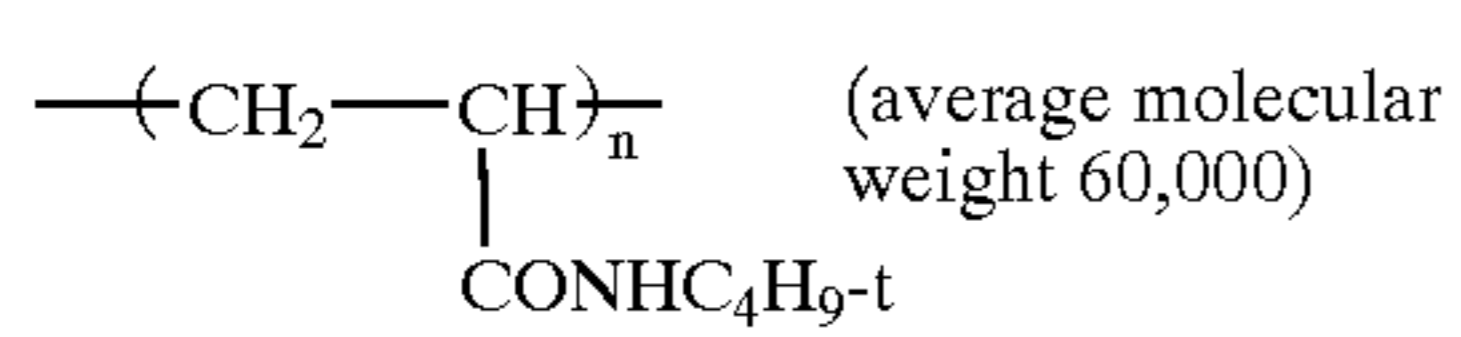 —(CH₂—CH)ₙ— (average molecular
weight 60,000)
CONHC₄H₉-t